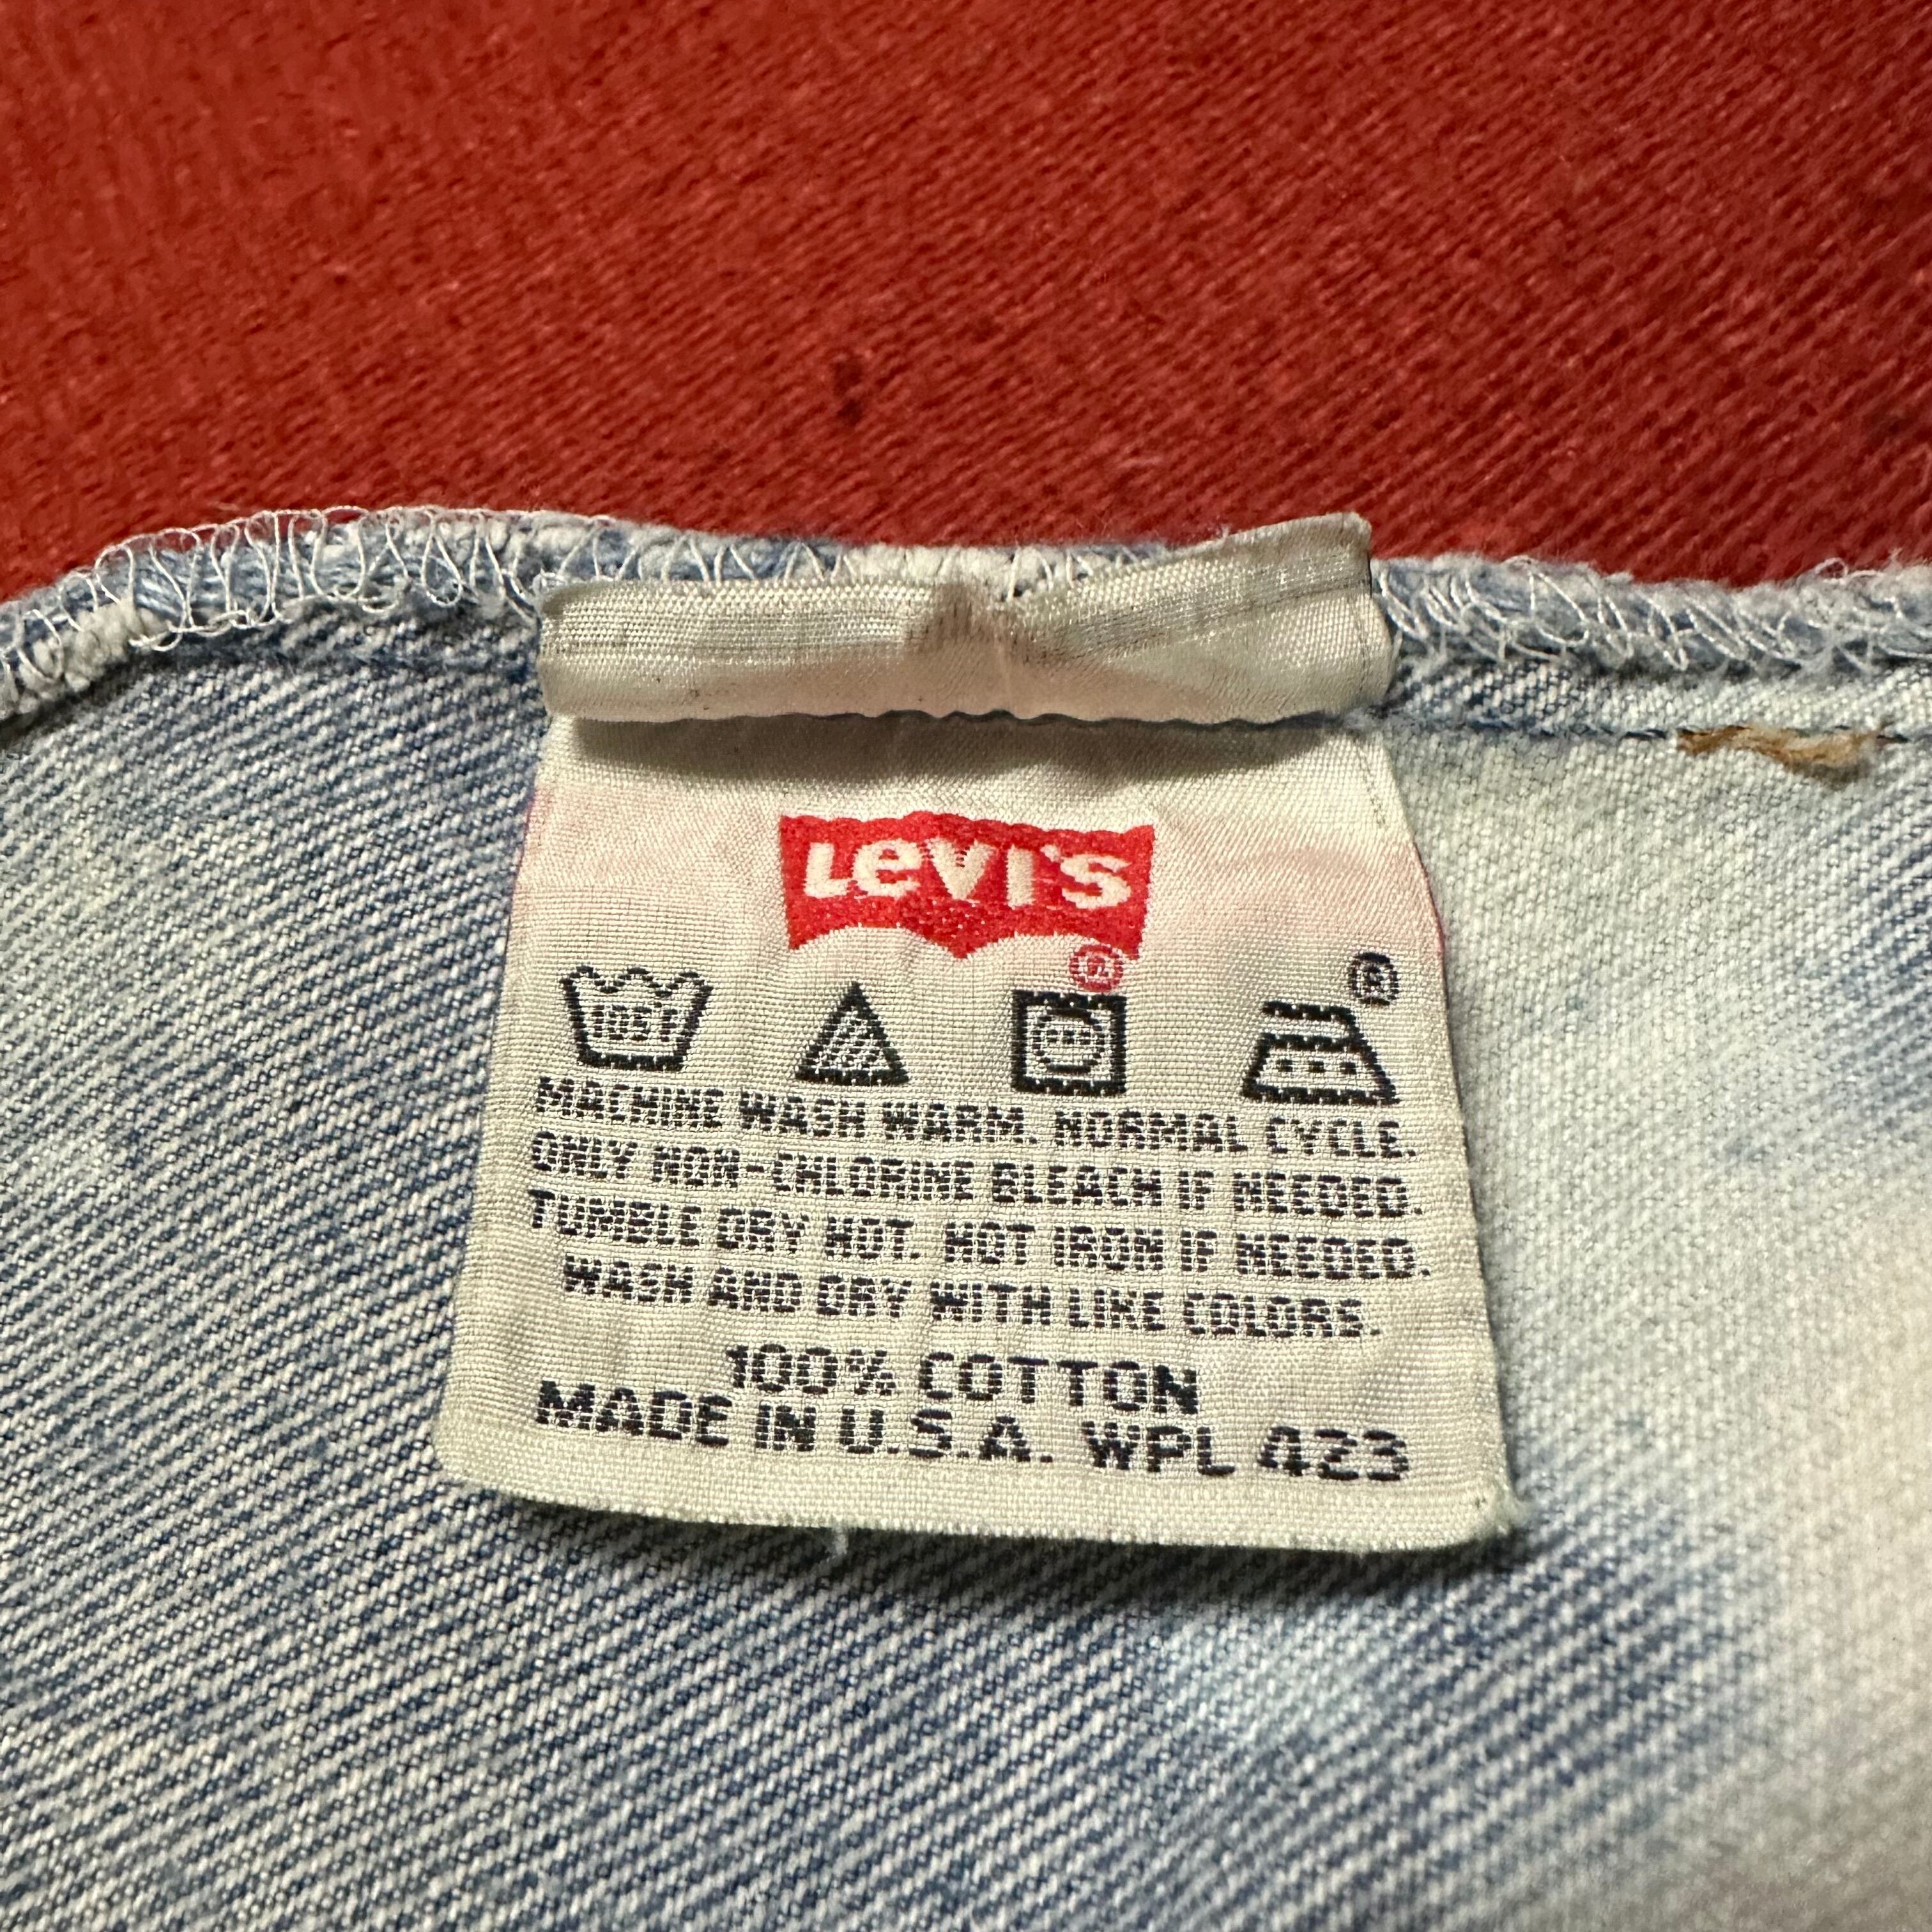 LEVI'S
®
®
105F
MACHINE WASH WARM. NORMAL CYCLE.
ONLY NON-CHLORINE BLEACH IF NEEDED.
TUMBLE DRY HOT. HOT IRON IF NEEDED.
WASH AND DRY WITH LIKE COLORS.
100% COTTON
MADE IN U.S.A. WPL 423